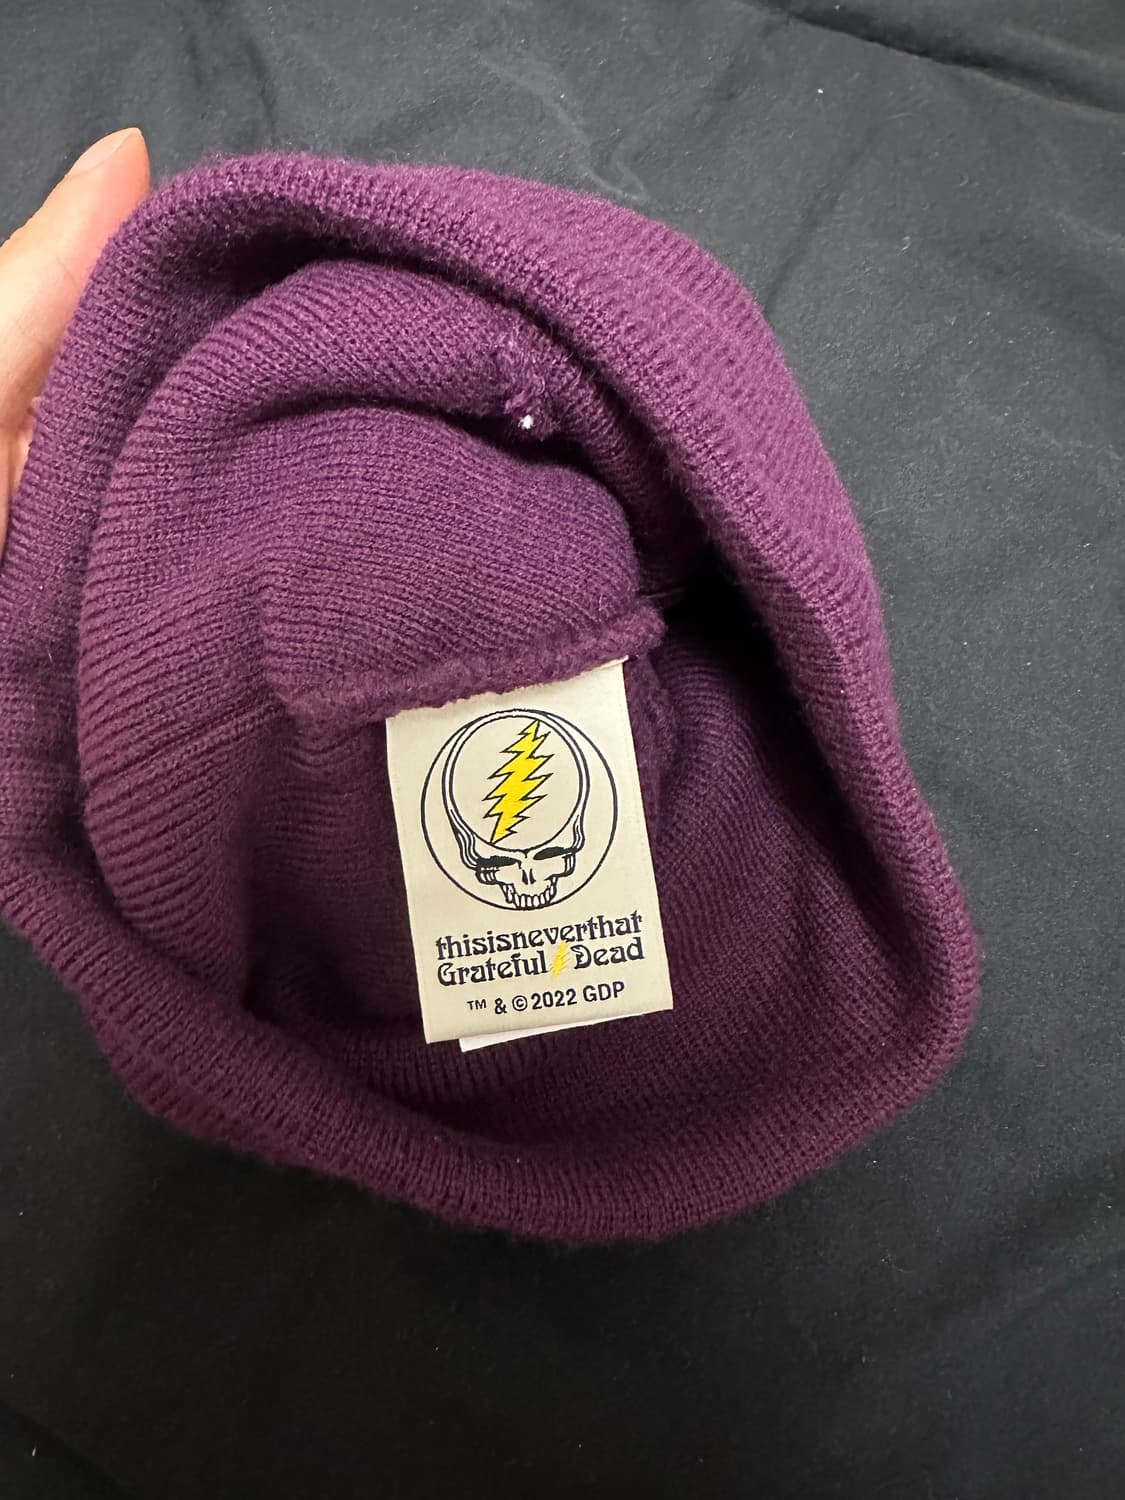 thisisneverthat
Grateful Dead
™ & © 2022 GDP